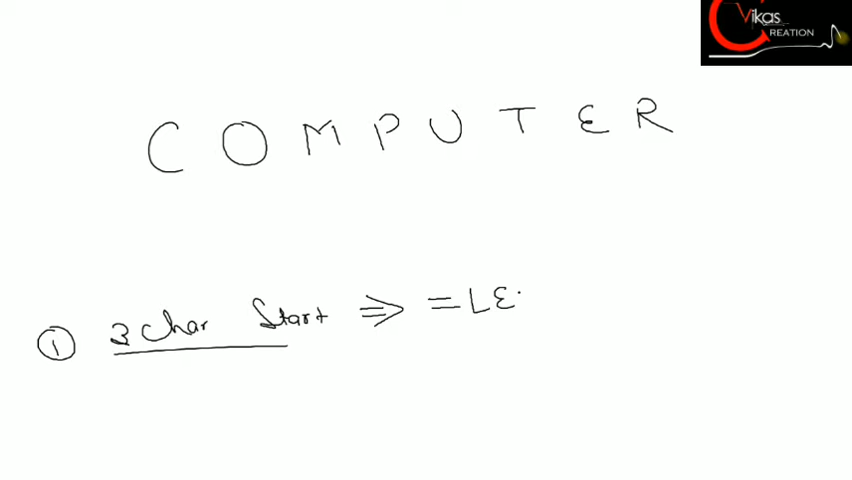 Vikas
CREATION
COMPUTER
① 3 Char Start ⇒ =LE